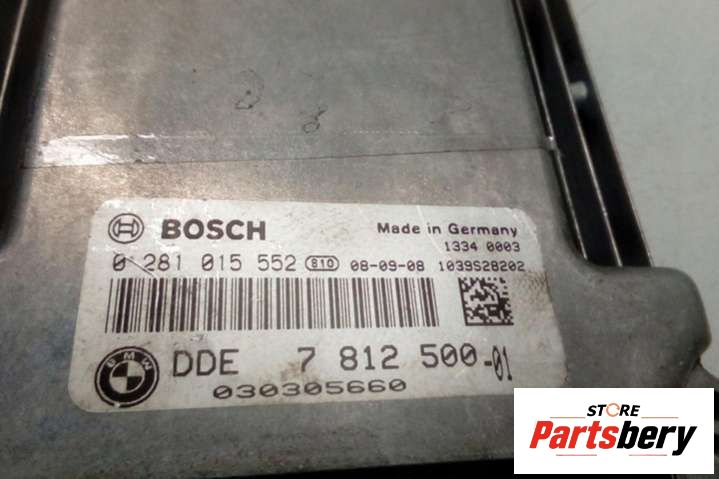 BOSCH Made in Germany
1334 0003
0 281 015 552 810 08-09-08 1039S28202
BMW DDE 7 812 500-01
030305660
STORE
Partsbery